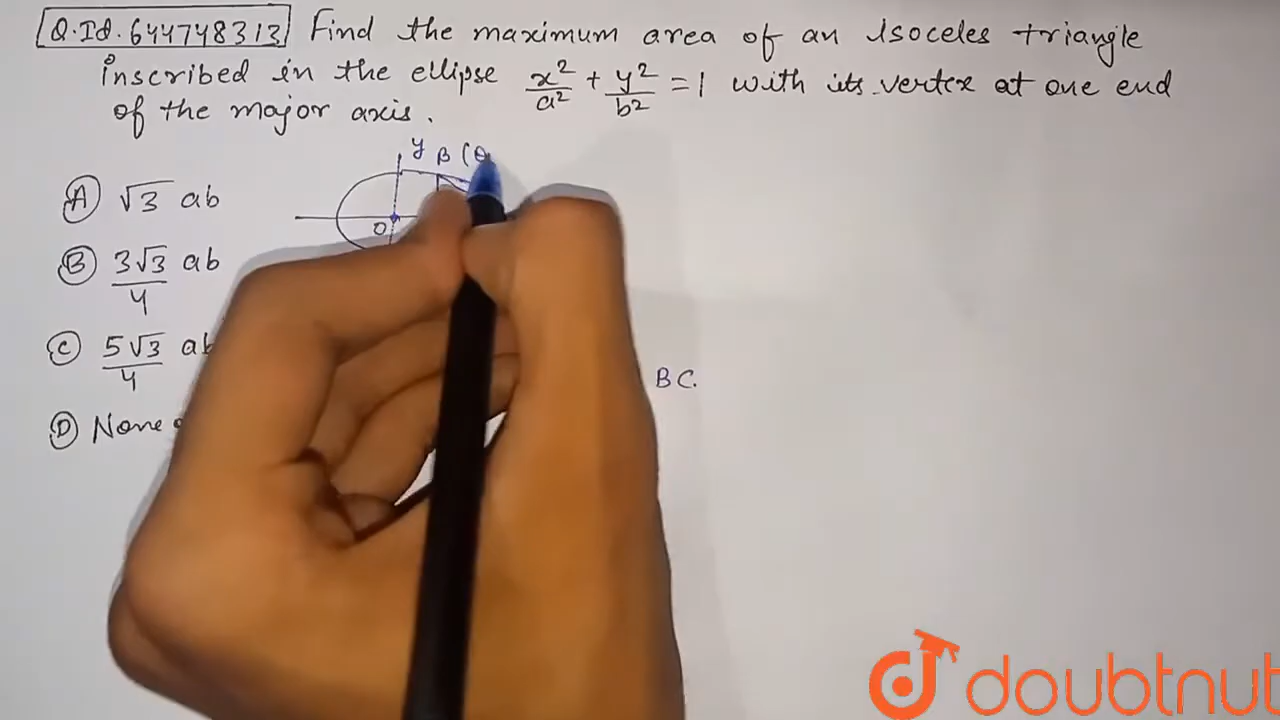 Q.Id.644748313 Find the maximum area of an Isoceles triangle
inscribed in the ellipse x²/a² + y²/b² = 1 with its vertex at one end
of the major axis.
y B (θ
(A) √3 ab
O
(B) 3√3/4 ab
(C) 5√3/4 ab
BC.
(D) None
doubtnut